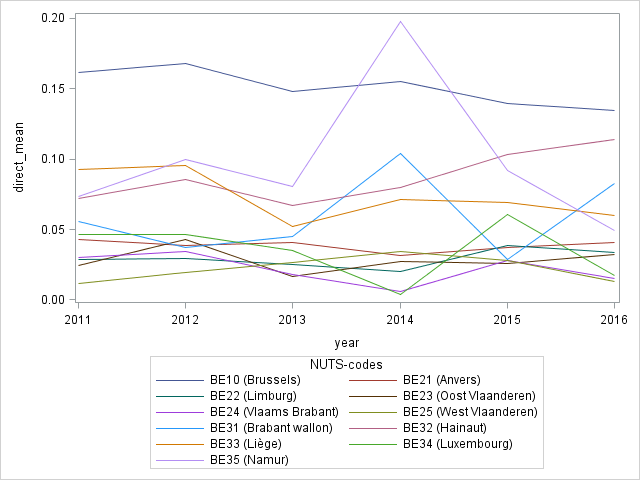 0.20
0.15
0.10
0.05
0.00
direct_mean
2011 2012 2013 2014 2015 2016
year
NUTS-codes
BE10 (Brussels) BE21 (Anvers)
BE22 (Limburg) BE23 (Oost Vlaanderen)
BE24 (Vlaams Brabant) BE25 (West Vlaanderen)
BE31 (Brabant wallon) BE32 (Hainaut)
BE33 (Liège) BE34 (Luxembourg)
BE35 (Namur)